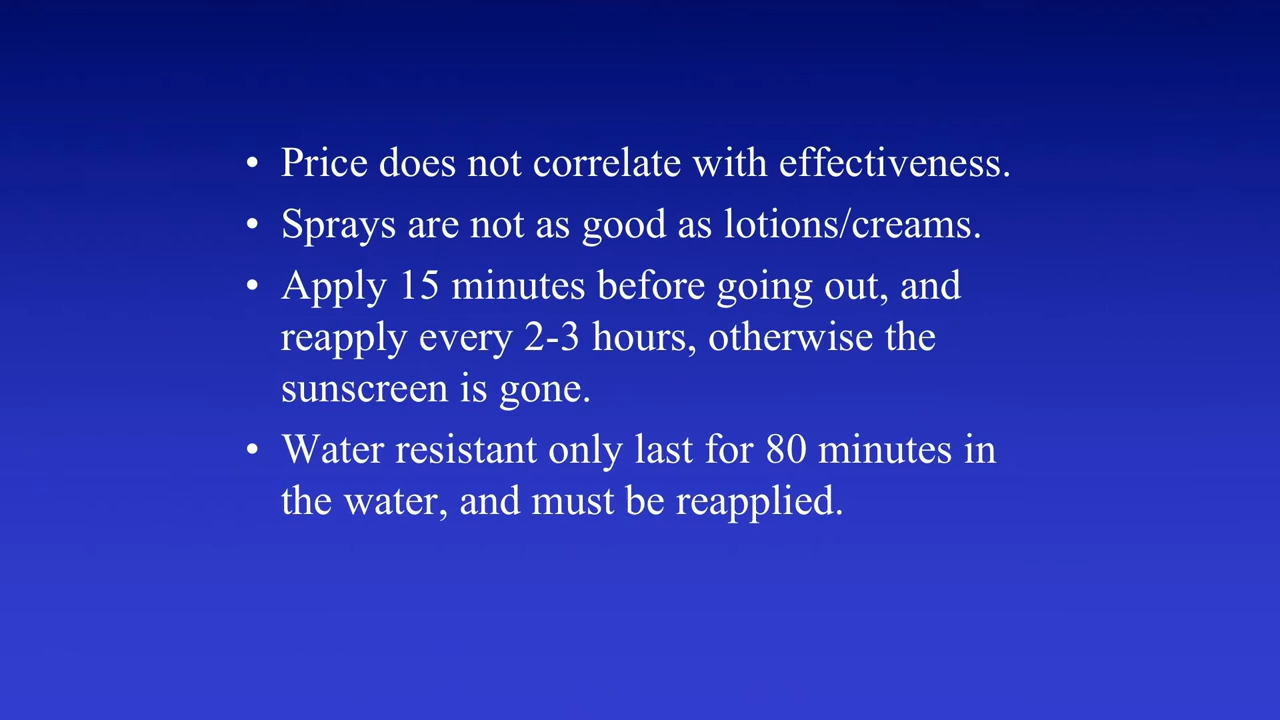 • Price does not correlate with effectiveness.
• Sprays are not as good as lotions/creams.
• Apply 15 minutes before going out, and
reapply every 2-3 hours, otherwise the
sunscreen is gone.
• Water resistant only last for 80 minutes in
the water, and must be reapplied.